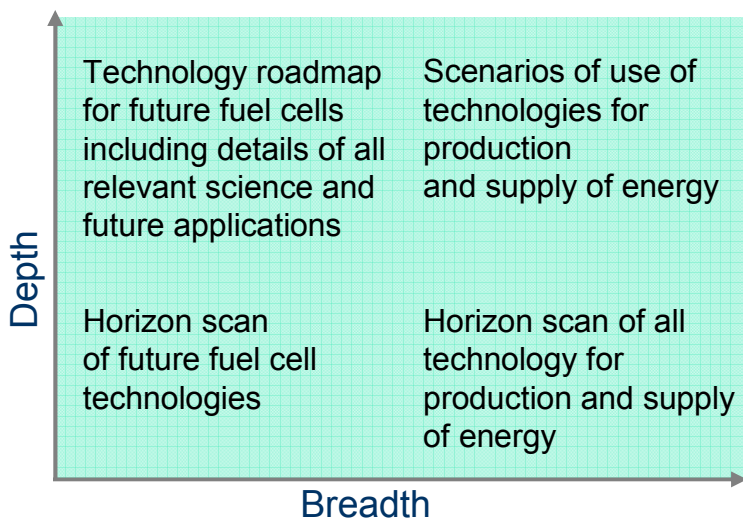 Technology roadmap
for future fuel cells
including details of all
relevant science and
future applications
Scenarios of use of
technologies for
production
and supply of energy
Depth
Horizon scan
of future fuel cell
technologies
Horizon scan of all
technology for
production and supply
of energy
Breadth